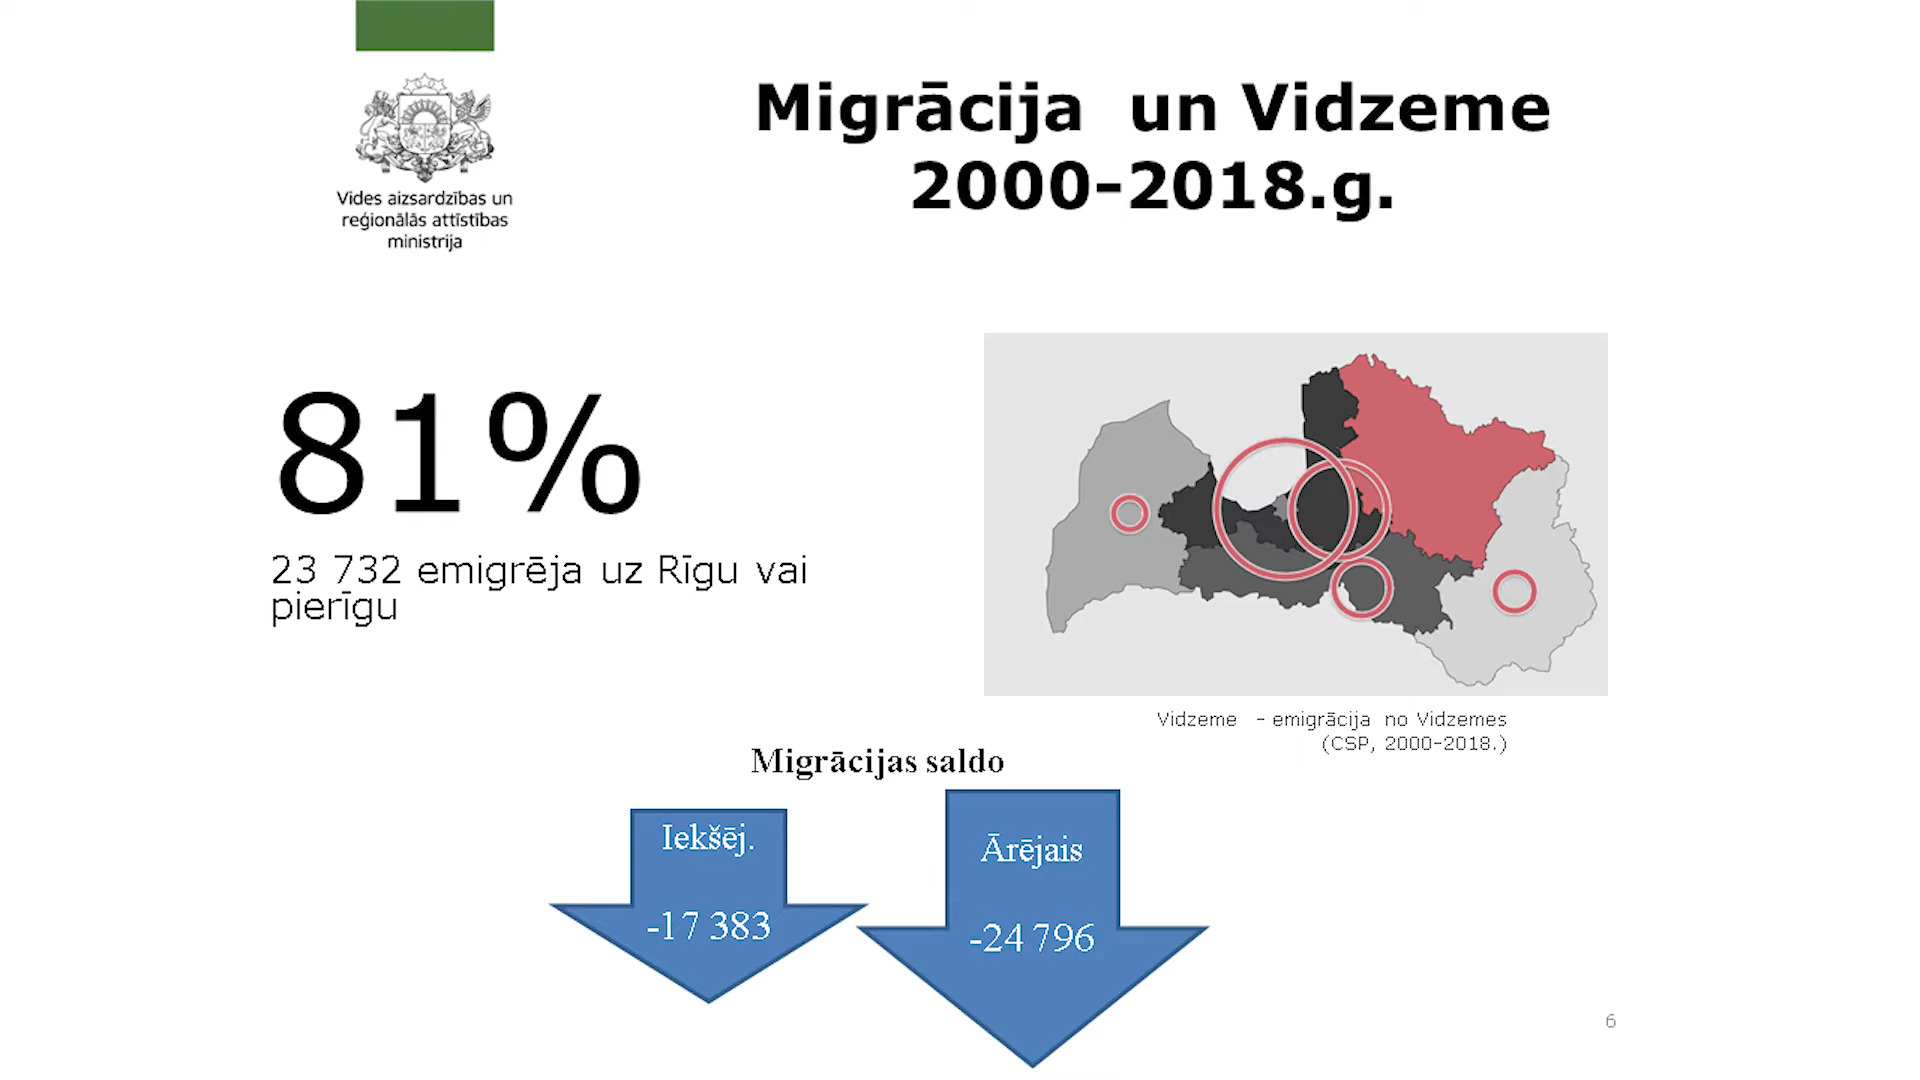 Vides aizsardzības un
reģionālās attīstības
ministrija
Migrācija un Vidzeme
2000-2018.g.
81%
23 732 emigrēja uz Rīgu vai
pierīgu
Vidzeme - emigrācija no Vidzemes
(CSP, 2000-2018.)
Migrācijas saldo
Iekšēj.
-17 383
Ārējais
-24 796
6